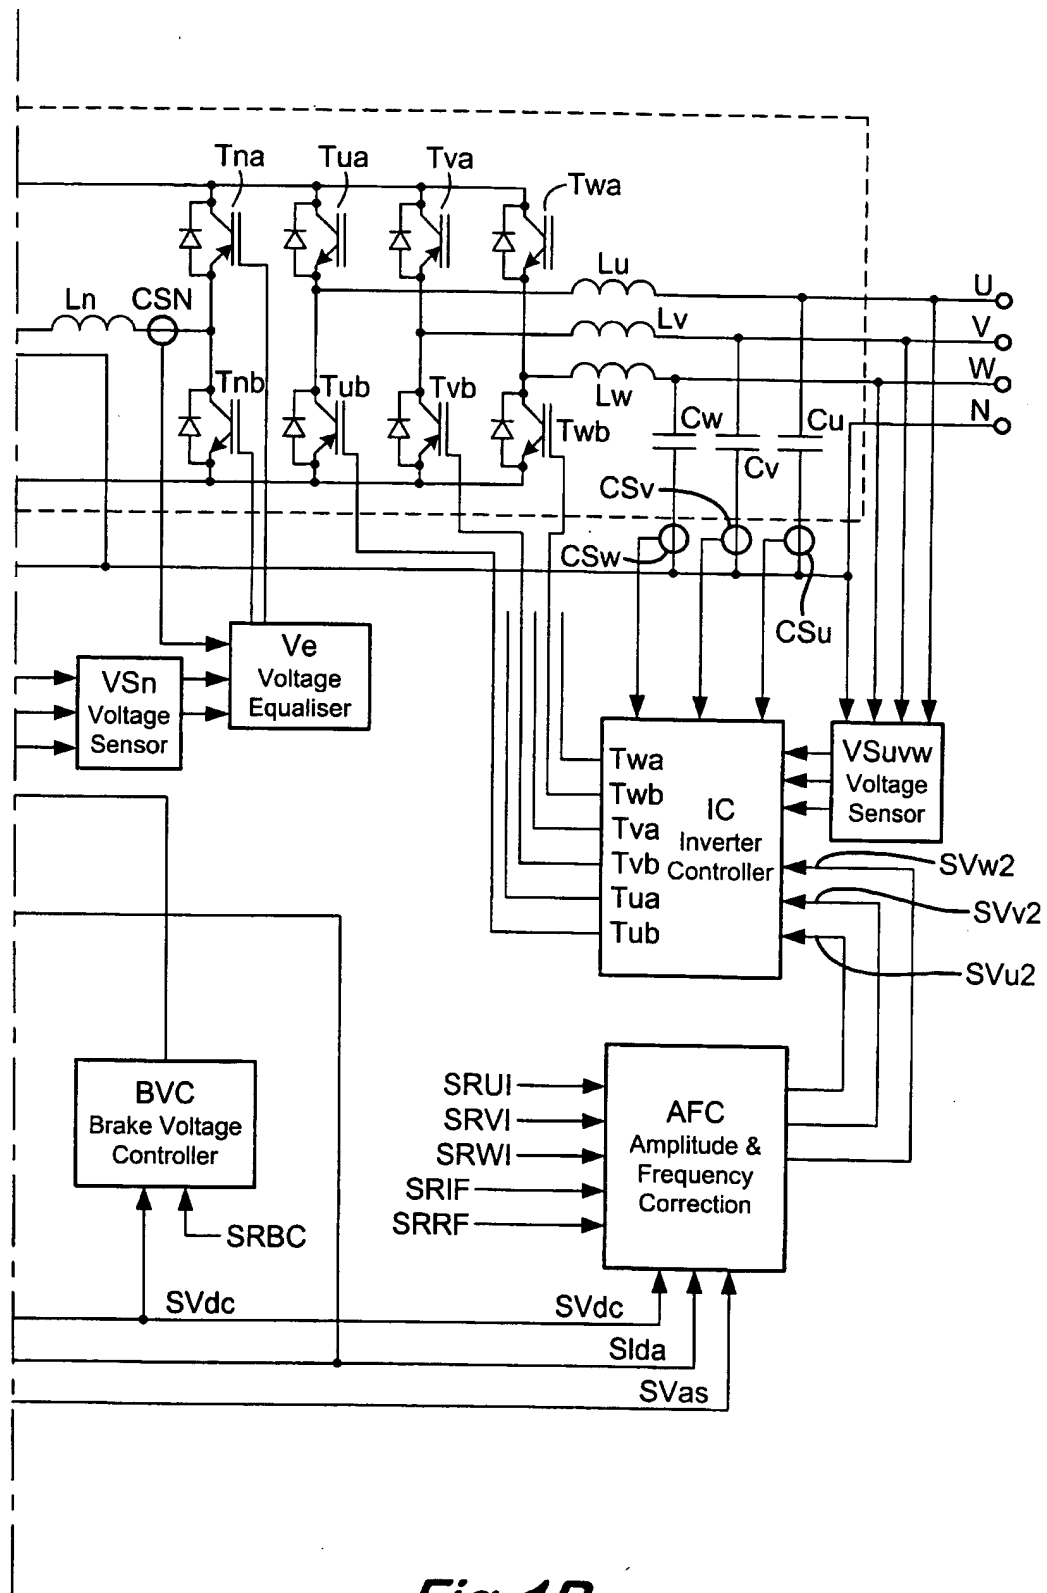 Tna
Tua
Tva
Twa
Lu
U
Ln
CSN
Lv
V
W
Lw
N
Tnb
Tub
Tvb
Twb
Cw
Cu
Cv
CSv
CSw
CSu
Ve
Voltage
Equaliser
VSn
Voltage
Sensor
Twa
Twb
Tva
Tvb
Tua
Tub
IC
Inverter
Controller
VSuvw
Voltage
Sensor
SVw2
SVv2
SVu2
BVC
Brake Voltage
Controller
SRBC
SRUI
SRVI
SRWI
SRIF
SRRF
AFC
Amplitude &
Frequency
Correction
SVdc
SVdc
SIda
SVas